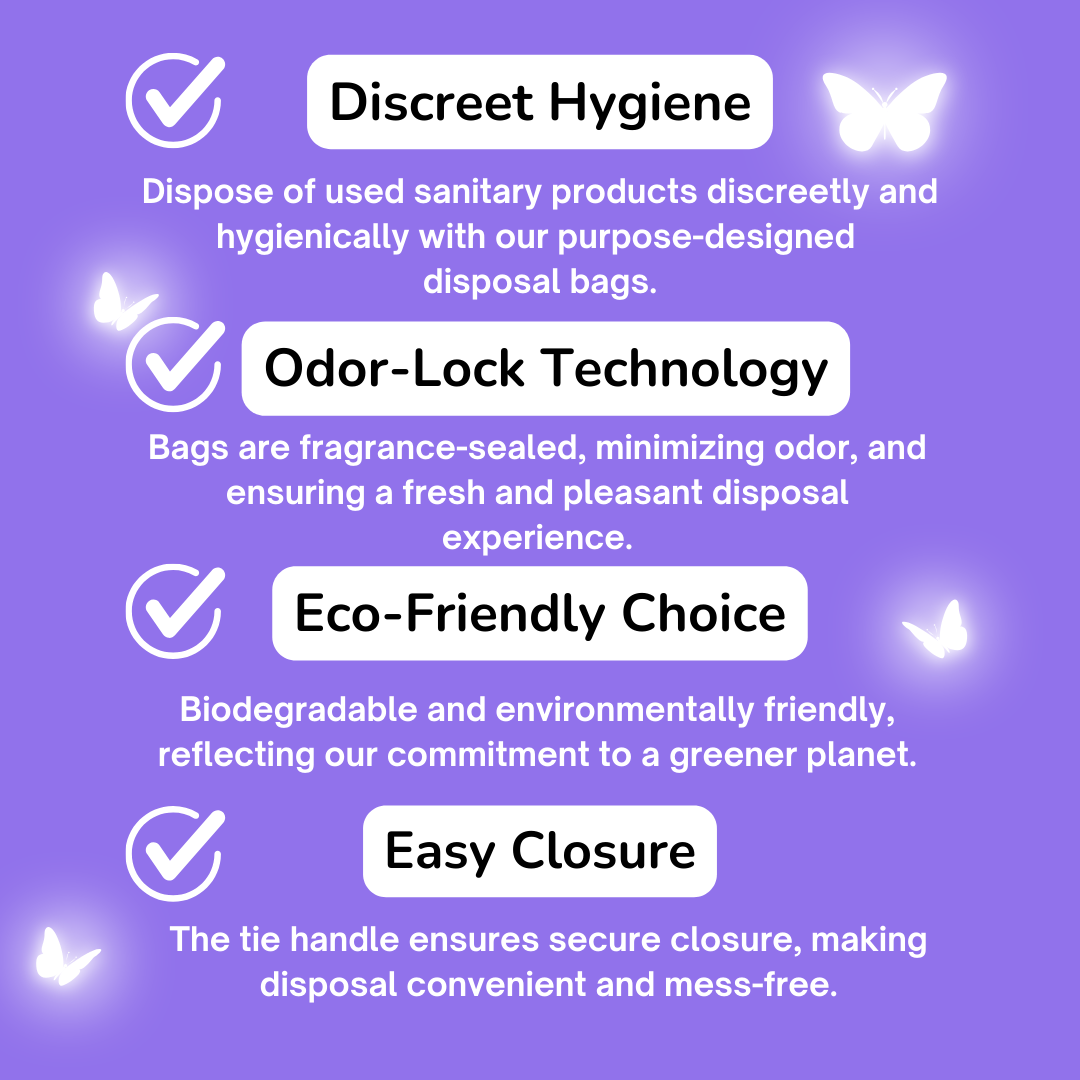 Discreet Hygiene
Dispose of used sanitary products discreetly and
hygienically with our purpose-designed
disposal bags.
Odor-Lock Technology
Bags are fragrance-sealed, minimizing odor, and
ensuring a fresh and pleasant disposal
experience.
Eco-Friendly Choice
Biodegradable and environmentally friendly,
reflecting our commitment to a greener planet.
Easy Closure
The tie handle ensures secure closure, making
disposal convenient and mess-free.